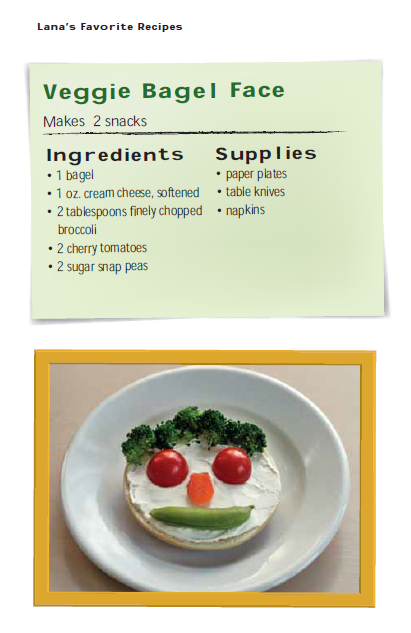 Lana's Favorite Recipes
Veggie Bagel Face
Makes 2 snacks
Ingredients
• 1 bagel
• 1 oz. cream cheese, softened
• 2 tablespoons finely chopped
broccoli
• 2 cherry tomatoes
• 2 sugar snap peas
Supplies
• paper plates
• table knives
• napkins